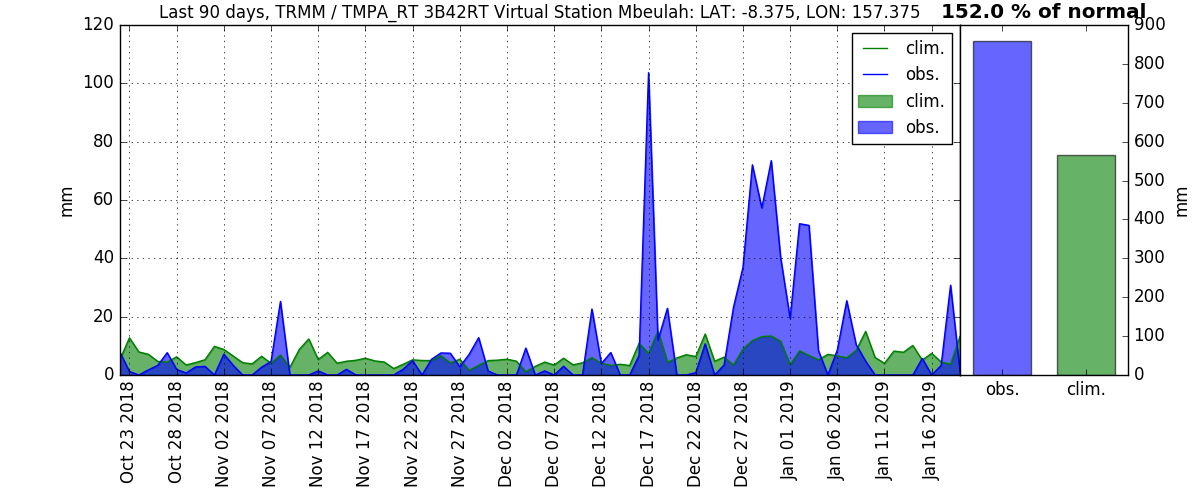 Last 90 days, TRMM / TMPA_RT 3B42RT Virtual Station Mbeulah: LAT: -8.375, LON: 157.375
152.0 % of normal
120
100
80
60
40
20
0
mm
clim.
obs.
clim.
obs.
900
800
700
600
500
400
300
200
100
0
mm
Oct 23 2018
Oct 28 2018
Nov 02 2018
Nov 07 2018
Nov 12 2018
Nov 17 2018
Nov 22 2018
Nov 27 2018
Dec 02 2018
Dec 07 2018
Dec 12 2018
Dec 17 2018
Dec 22 2018
Dec 27 2018
Jan 01 2019
Jan 06 2019
Jan 11 2019
Jan 16 2019
obs.
clim.